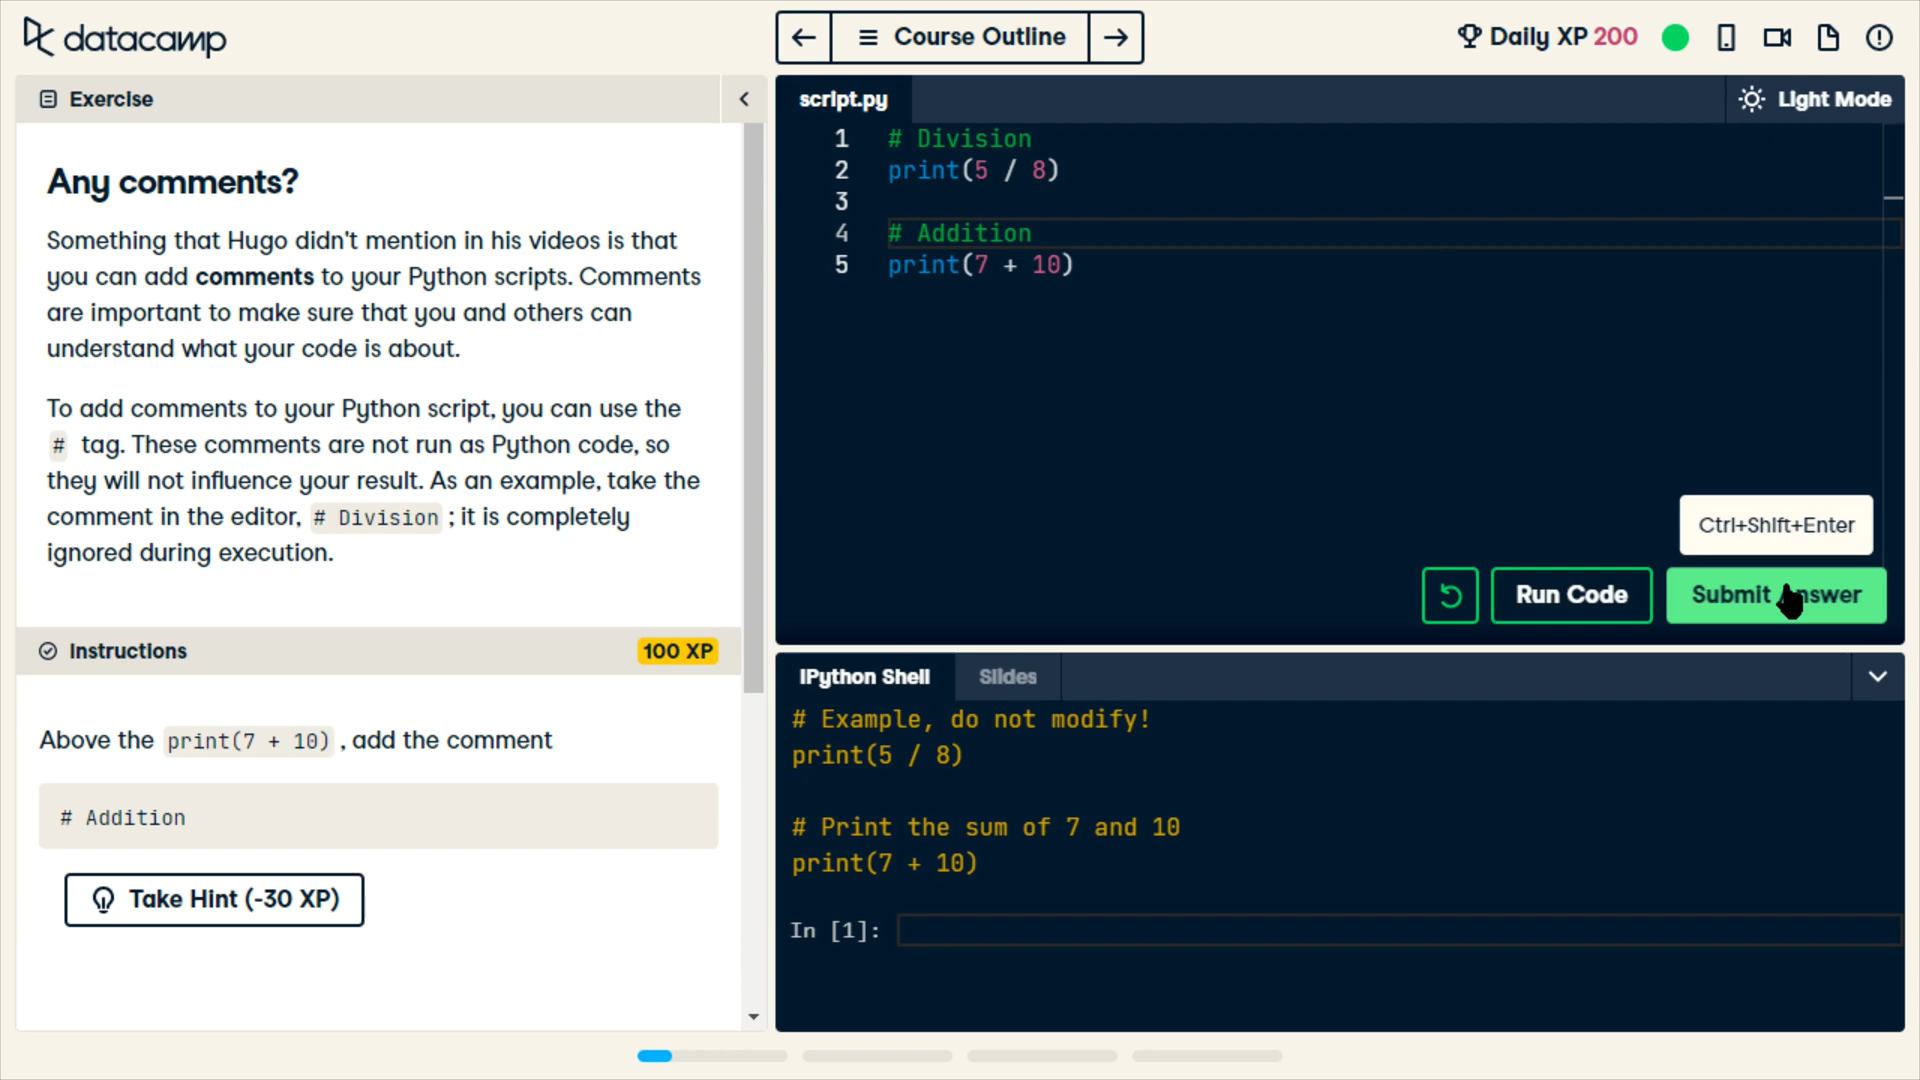 datacamp
Course Outline
Daily XP 200
Exercise
Any comments?
Something that Hugo didn't mention in his videos is that
you can add comments to your Python scripts. Comments
are important to make sure that you and others can
understand what your code is about.
To add comments to your Python script, you can use the
# tag. These comments are not run as Python code, so
they will not influence your result. As an example, take the
comment in the editor, # Division ; it is completely
ignored during execution.
Instructions
100 XP
Above the print(7 + 10) , add the comment
# Addition
Take Hint (-30 XP)
script.py
Light Mode
1 # Division
2 print(5 / 8)
3
4 # Addition
5 print(7 + 10)
Ctrl+Shift+Enter
Run Code
Submit Answer
IPython Shell
Slides
# Example, do not modify!
print(5 / 8)
# Print the sum of 7 and 10
print(7 + 10)
In [1]: